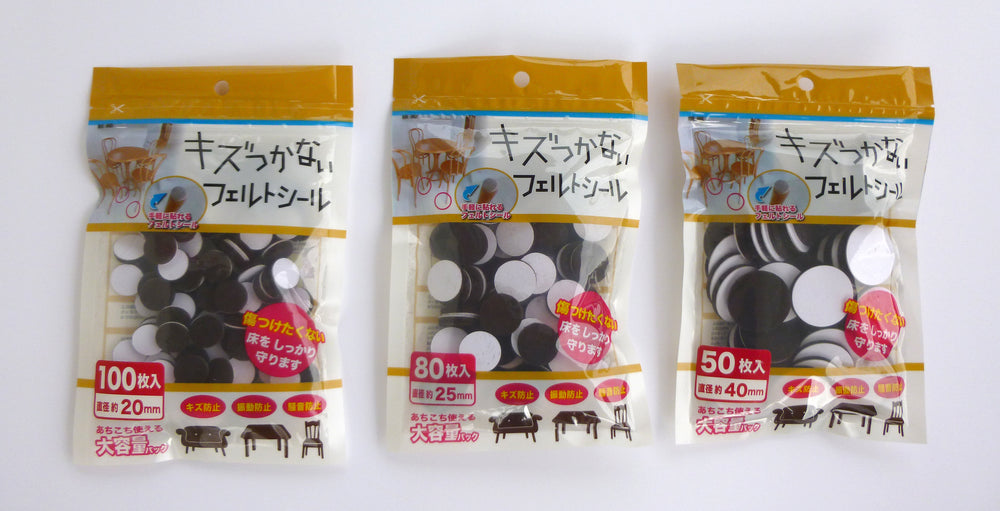 キズつかない
フェルトシール
手軽に貼れる
フェルトシール
傷つけたくない
床をしっかり
守ります
100枚入
直径 約20mm
キズ防止 振動防止 騒音防止
あちこち使える
大容量パック
キズつかない
フェルトシール
手軽に貼れる
フェルトシール
傷つけたくない
床をしっかり
守ります
80枚入
直径 約25mm
キズ防止 振動防止 騒音防止
あちこち使える
大容量パック
キズつかない
フェルトシール
手軽に貼れる
フェルトシール
傷つけたくない
床をしっかり
守ります
50枚入
直径 約40mm
キズ防止 振動防止 騒音防止
あちこち使える
大容量パック